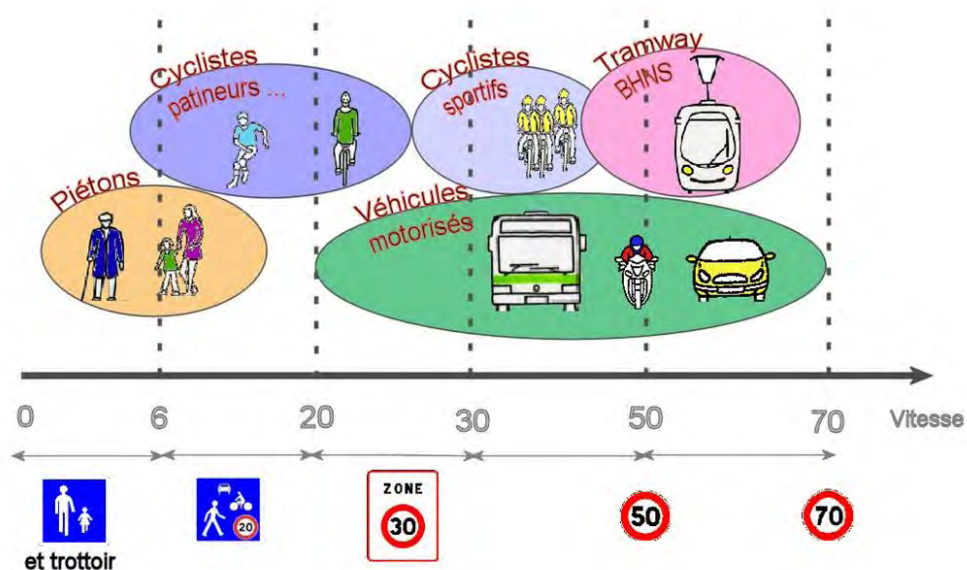 Cyclistes
patineurs ...
Cyclistes
sportifs
Tramway
BHNS
Piétons
Véhicules
motorisés
0
6
20
30
50
70
Vitesse
20
ZONE
30
50
70
et trottoir